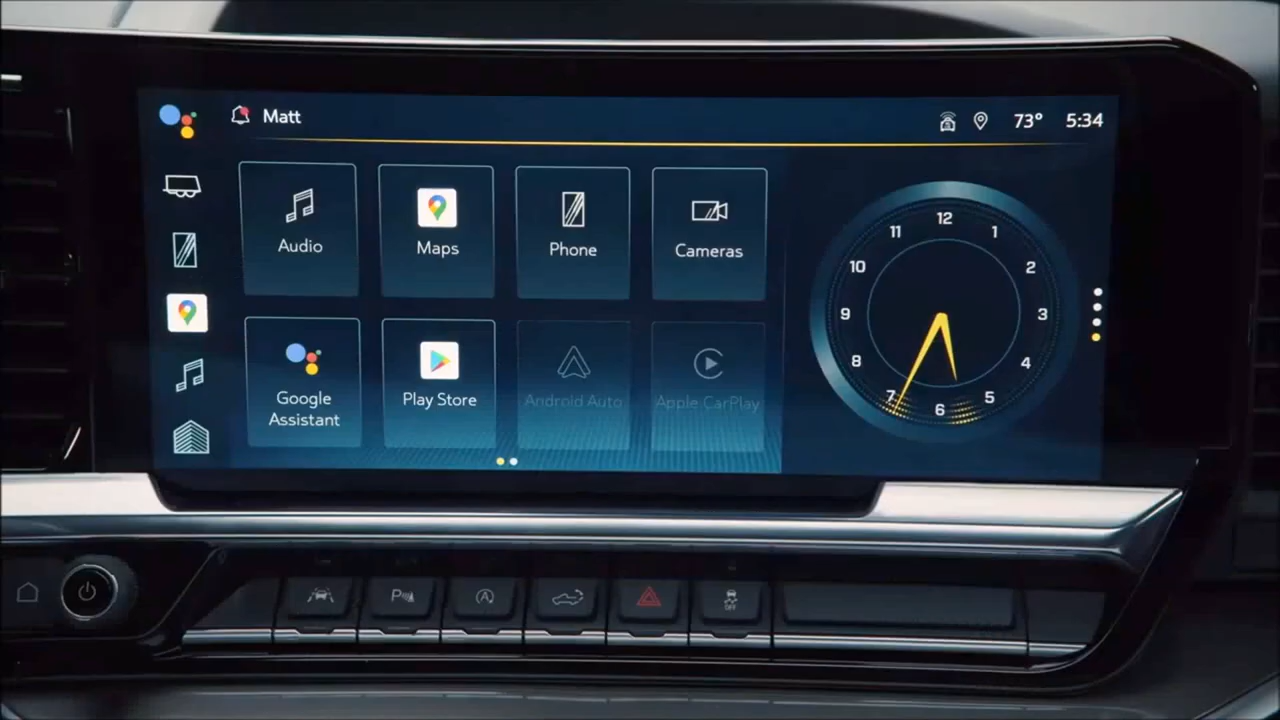 Matt
73°
5:34
Audio
Maps
Phone
Cameras
Google
Assistant
Play Store
Android Auto
Apple CarPlay
12
1
2
3
4
5
6
7
8
9
10
11
OFF